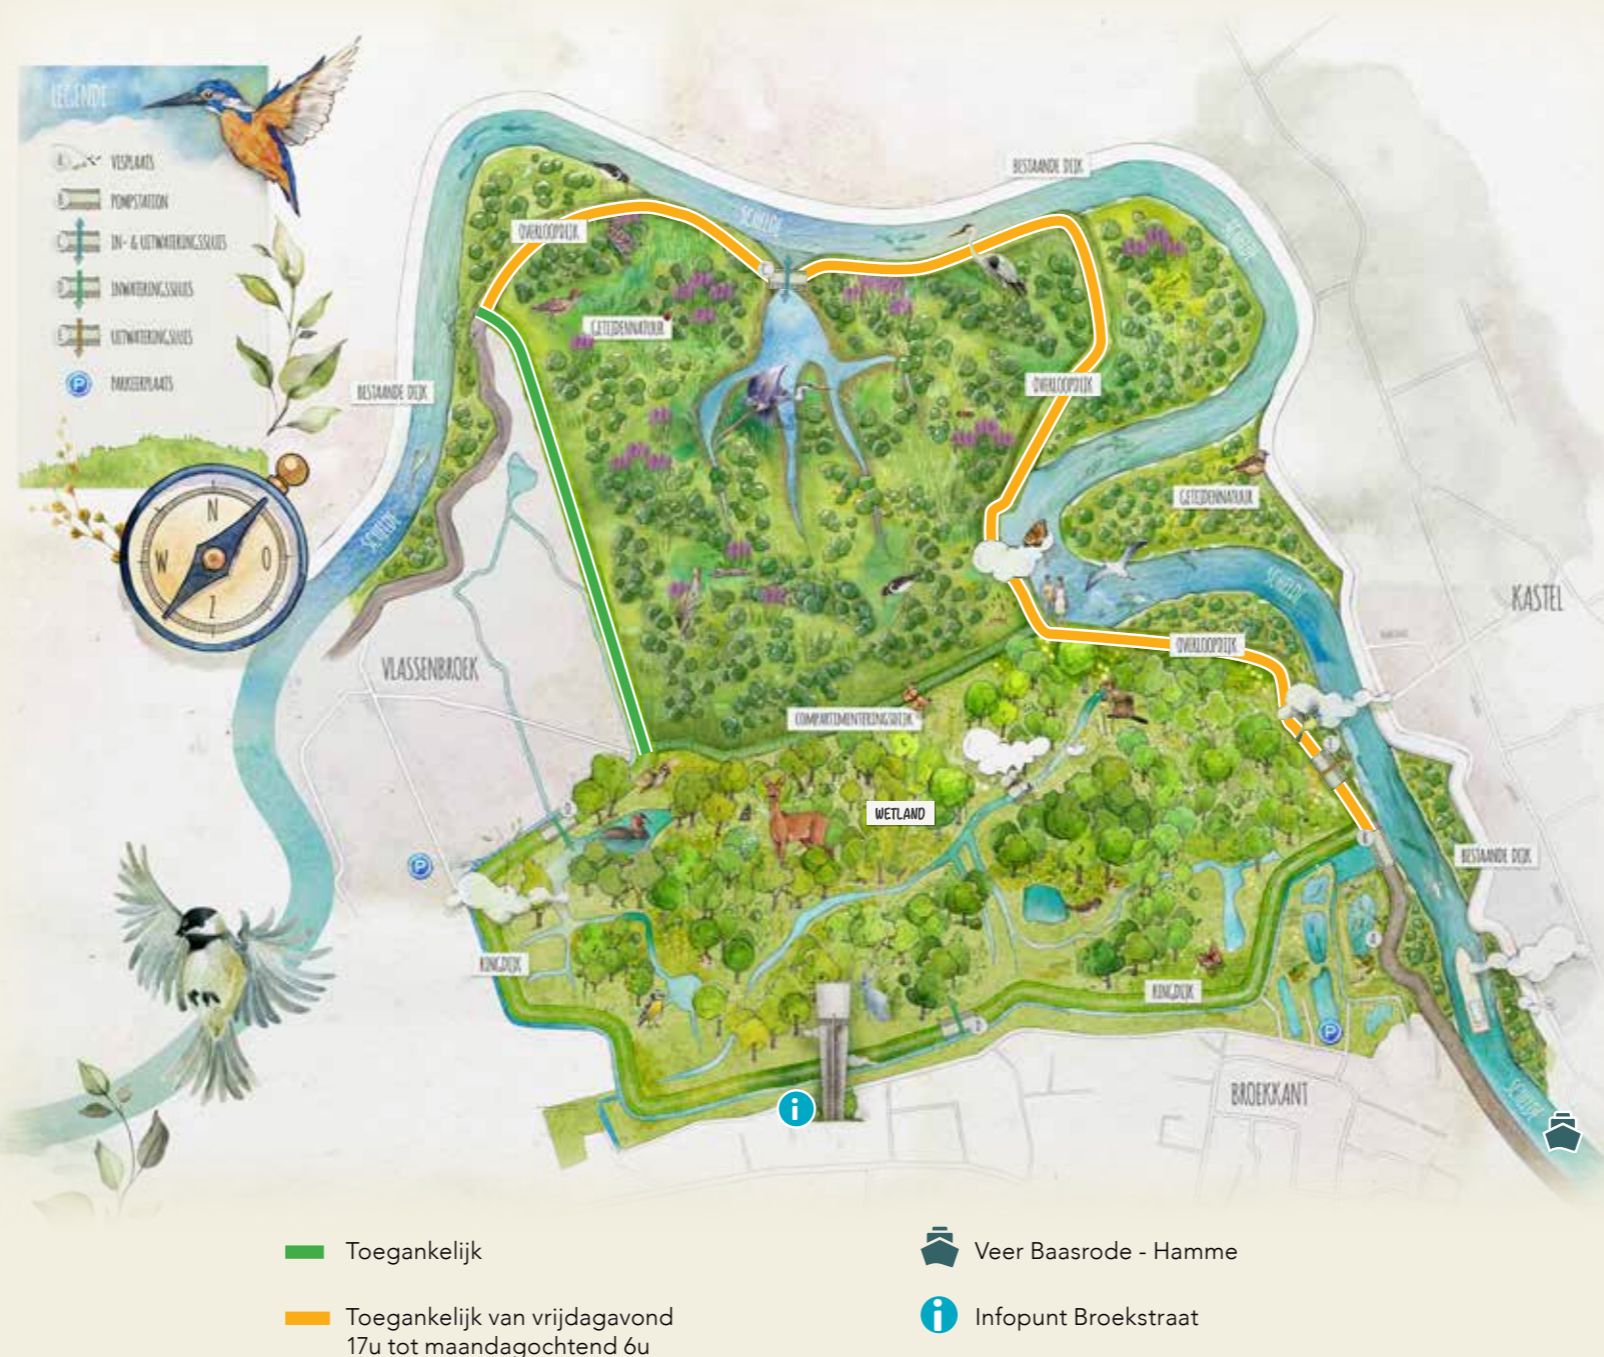 LEGENDE
A
VISPLAATS
B
POMPSTATION
C
IN- & UITWATERINGSSLUIS
D
INWATERINGSSLUIS
E
UITWATERINGSSLUIS
P
PARKEERPLAATS
N
W
O
Z
BESTAANDE DIJK
SCHELDE
OVERLOOPDIJK
C
SCHELDE
GETIJDENNATUUR
BESTAANDE DIJK
SCHELDE
OVERLOOPDIJK
GETIJDENNATUUR
SCHELDE
KASTEL
OVERLOOPDIJK
VLASSENBROEK
COMPARTIMENTERINGSDIJK
WETLAND
D
E
E
P
BESTAANDE DIJK
RINGDIJK
A
RINGDIJK
P
BROEKKANT
SCHELDE
i
Toegankelijk
Toegankelijk van vrijdagavond
17u tot maandagochtend 6u
Veer Baasrode - Hamme
i
Infopunt Broekstraat